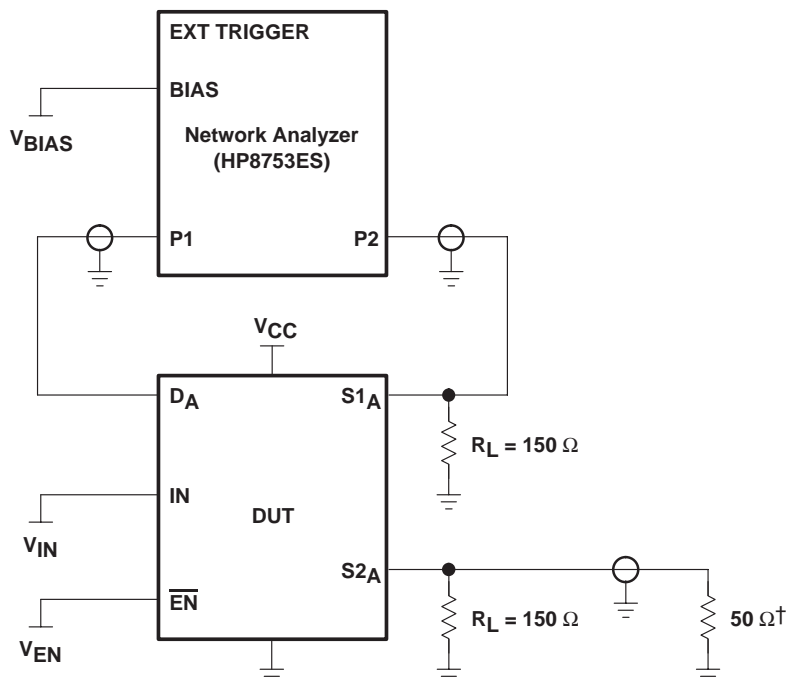 EXT TRIGGER
BIAS
VBIAS
Network Analyzer
(HP8753ES)
P1
P2
VCC
DA
S1A
RL = 150 Ω
IN
VIN
DUT
S2A
EN
VEN
RL = 150 Ω
50 Ω†